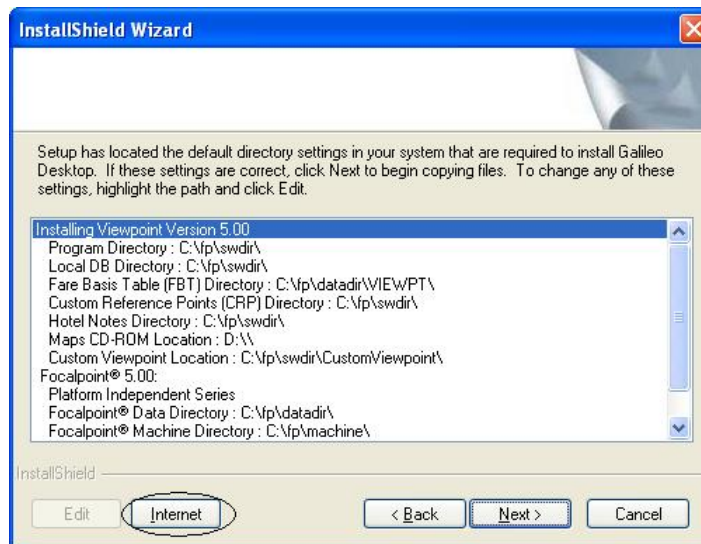 InstallShield Wizard
Setup has located the default directory settings in your system that are required to install Galileo
Desktop. If these settings are correct, click Next to begin copying files. To change any of these
settings, highlight the path and click Edit.
Installing Viewpoint Version 5.00
Program Directory : C:\fp\swdir\
Local DB Directory : C:\fp\swdir\
Fare Basis Table (FBT) Directory : C:\fp\datadir\VIEWPT\
Custom Reference Points (CRP) Directory : C:\fp\swdir\
Hotel Notes Directory : C:\fp\swdir\
Maps CD-ROM Location : D:\\
Custom Viewpoint Location : C:\fp\swdir\CustomViewpoint\
Focalpoint® 5.00:
Platform Independent Series
Focalpoint® Data Directory : C:\fp\datadir\
Focalpoint® Machine Directory : C:\fp\machine\
InstallShield
Edit Internet < Back Next > Cancel